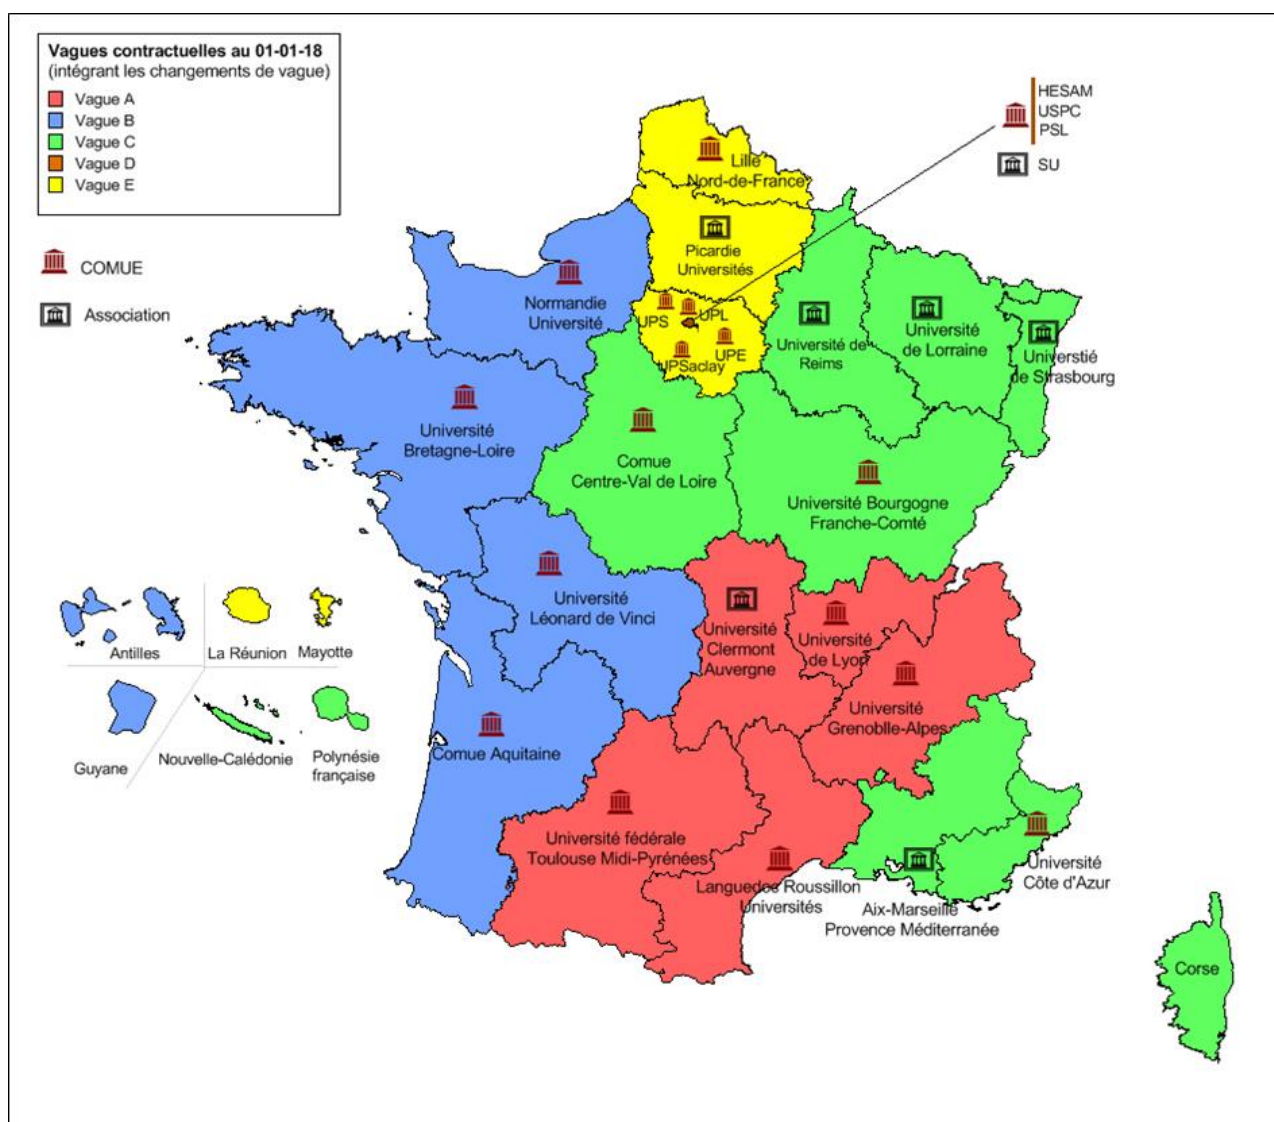 Vagues contractuelles au 01-01-18
(intégrant les changements de vague)
Vague A
Vague B
Vague C
Vague D
Vague E
COMUE
Association
HESAM
USPC
PSL
SU
Lille
Nord-de-France
Picardie
Universités
Normandie
Université
UPS
UPL
UPE
UPSaclay
Université de
Reims
Université
de Lorraine
Universtié
de Strasbourg
Université
Bretagne-Loire
Comue
Centre-Val de Loire
Université Bourgogne
Franche-Comté
Université
Léonard de Vinci
Université
Clermont
Auvergne
Université
de Lyon
Université
Grenoblle-Alpes
Comue Aquitaine
Université fédérale
Toulouse Midi-Pyrénées
Languedos Roussillon
Universités
Aix-Marseille
Provence Méditerranée
Université
Côte d'Azur
Corse
Antilles
La Réunion
Mayotte
Guyane
Nouvelle-Calédonie
Polynésie
française